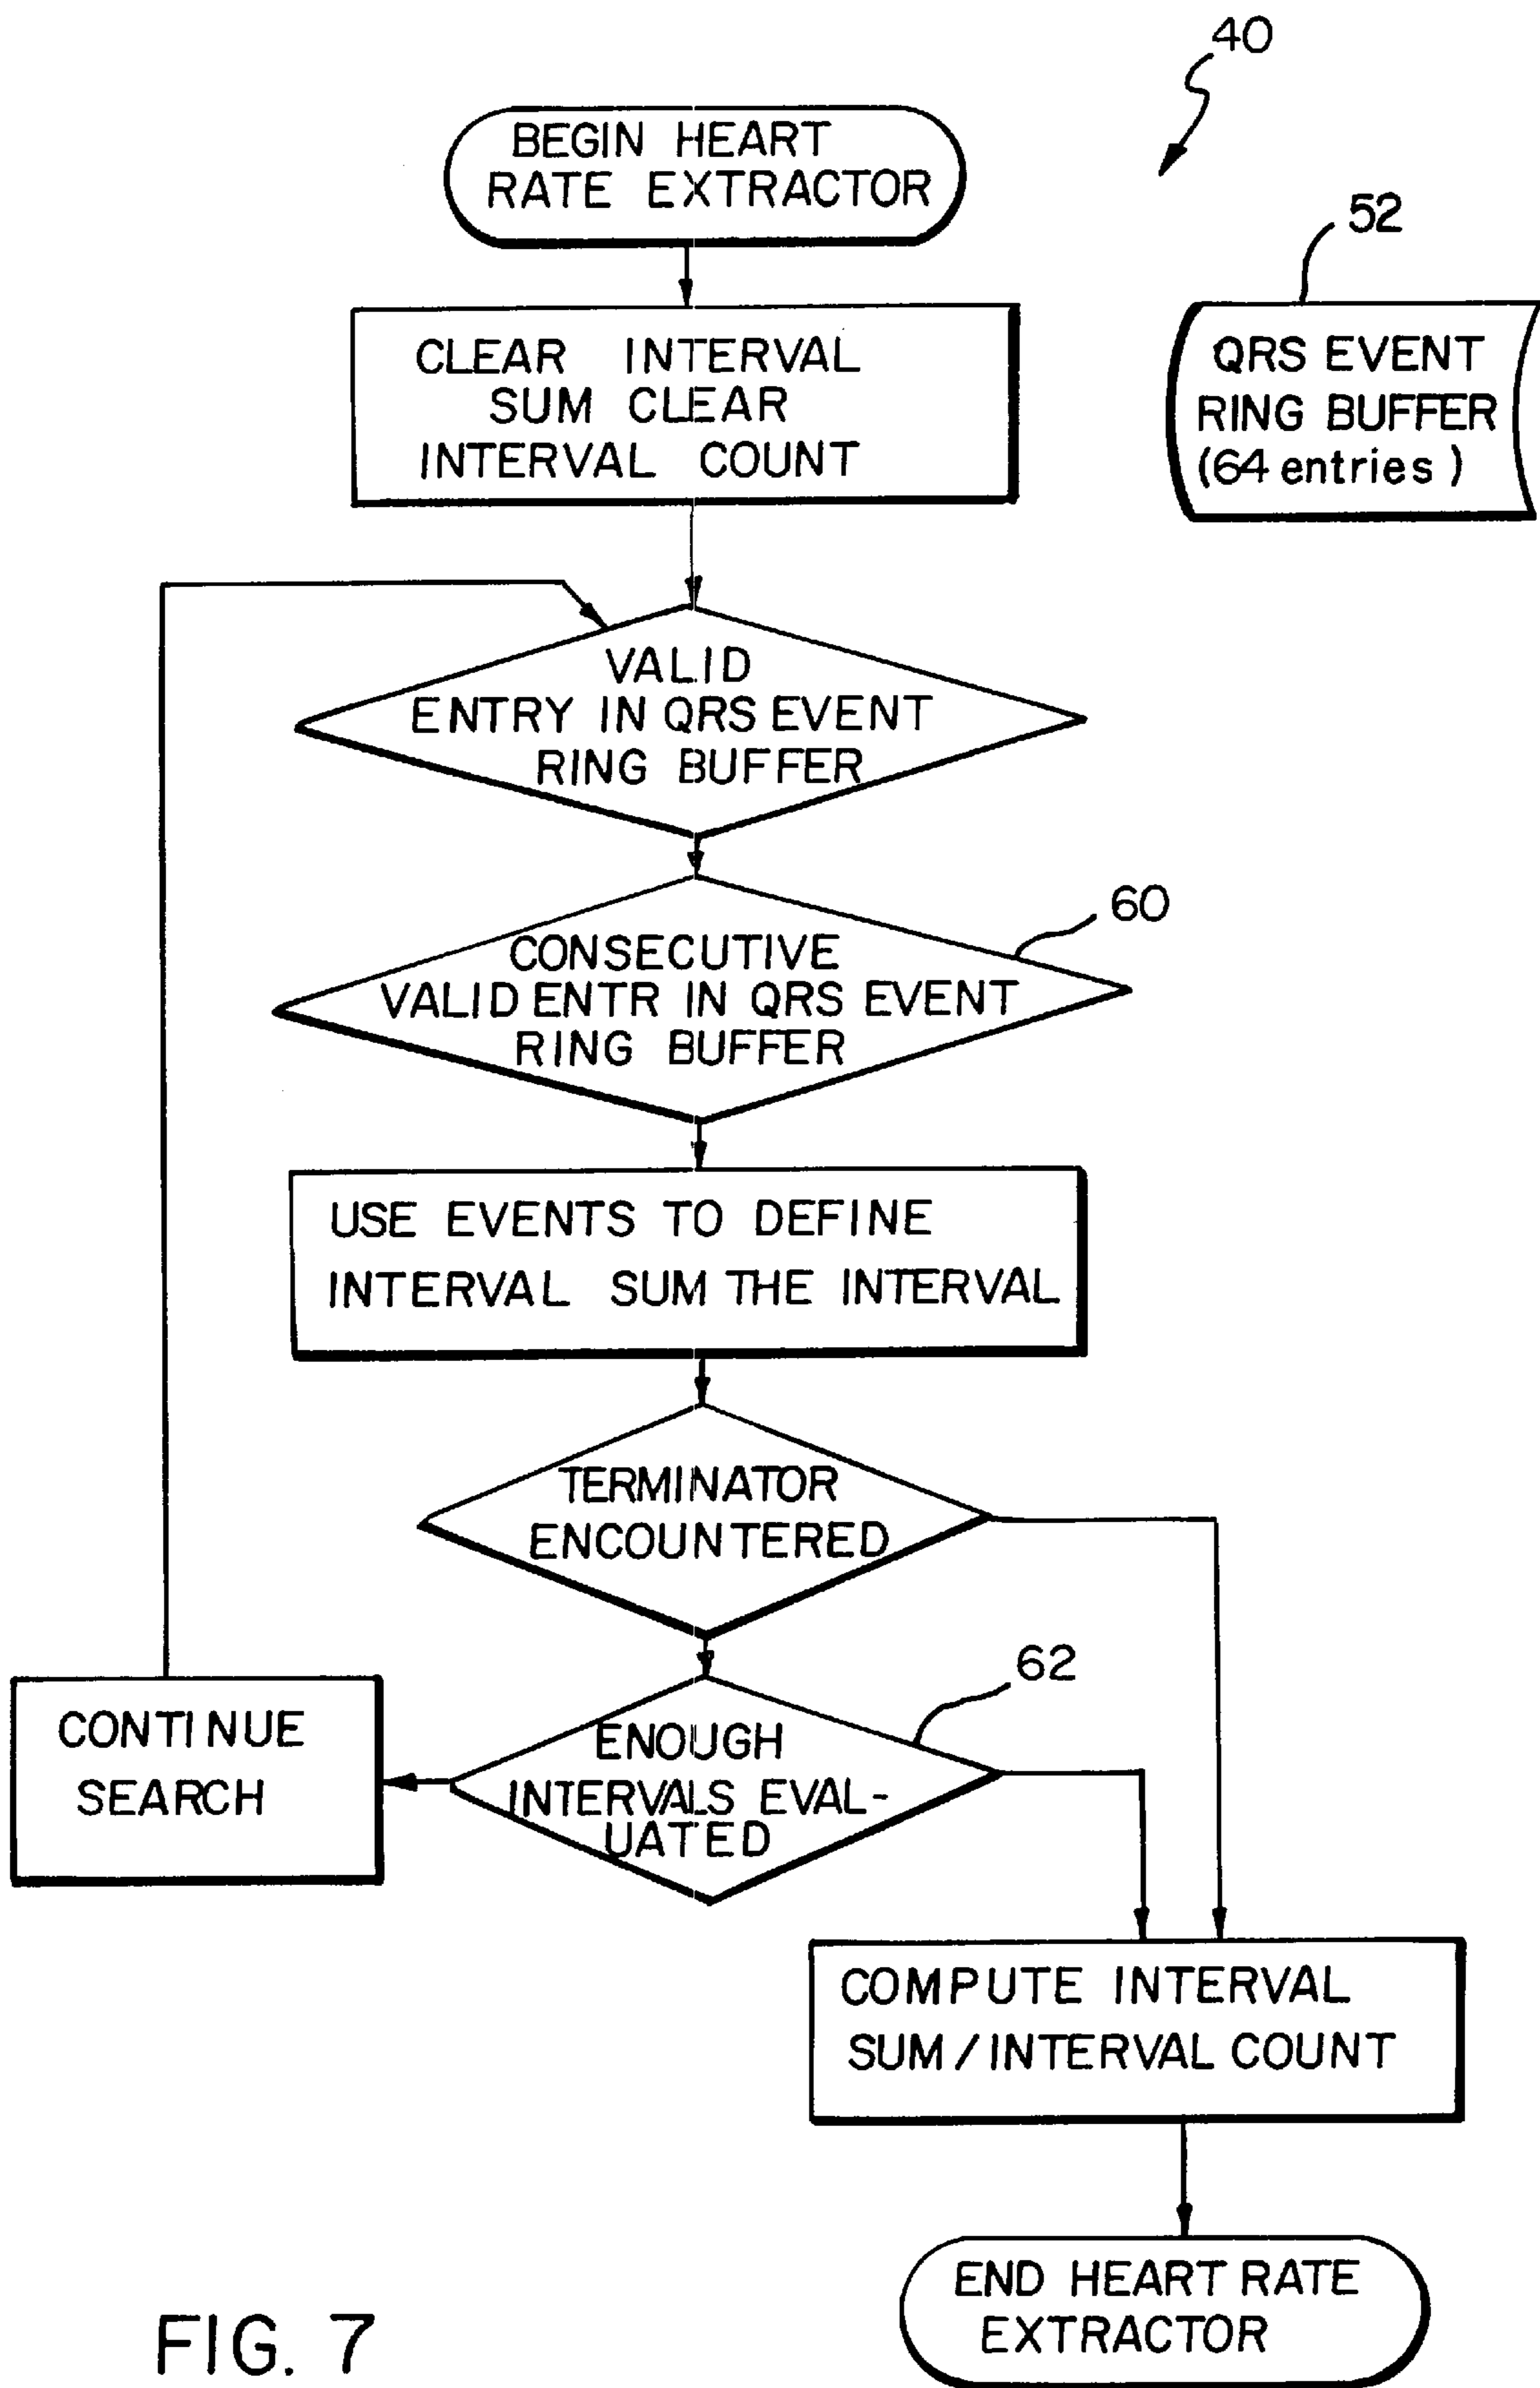 40
BEGIN HEART
RATE EXTRACTOR
52
CLEAR INTERVAL
SUM CLEAR
INTERVAL COUNT
QRS EVENT
RING BUFFER
(64 entries)
VALID
ENTRY IN QRS EVENT
RING BUFFER
60
CONSECUTIVE
VALID ENTR IN QRS EVENT
RING BUFFER
USE EVENTS TO DEFINE
INTERVAL SUM THE INTERVAL
TERMINATOR
ENCOUNTERED
62
ENOUGH
INTERVALS EVAL-
UATED
CONTINUE
SEARCH
COMPUTE INTERVAL
SUM/INTERVAL COUNT
END HEART RATE
EXTRACTOR
FIG. 7